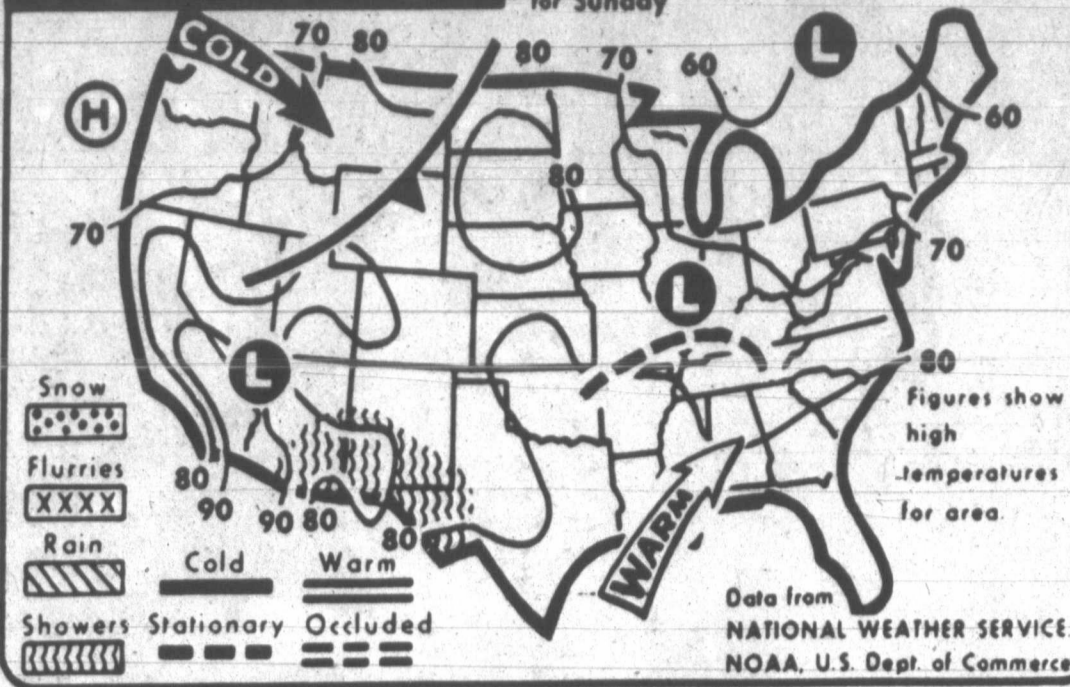 for Sunday
COLD
70
80
80
70
60
L
H
60
80
70
70
L
L
80
Snow
Flurries
Rain
Showers
80
90
90
80
80
WARM
Cold
Warm
Stationary
Occluded
Figures show
high
temperatures
for area.
Data from
NATIONAL WEATHER SERVICE,
NOAA, U.S. Dept. of Commerce